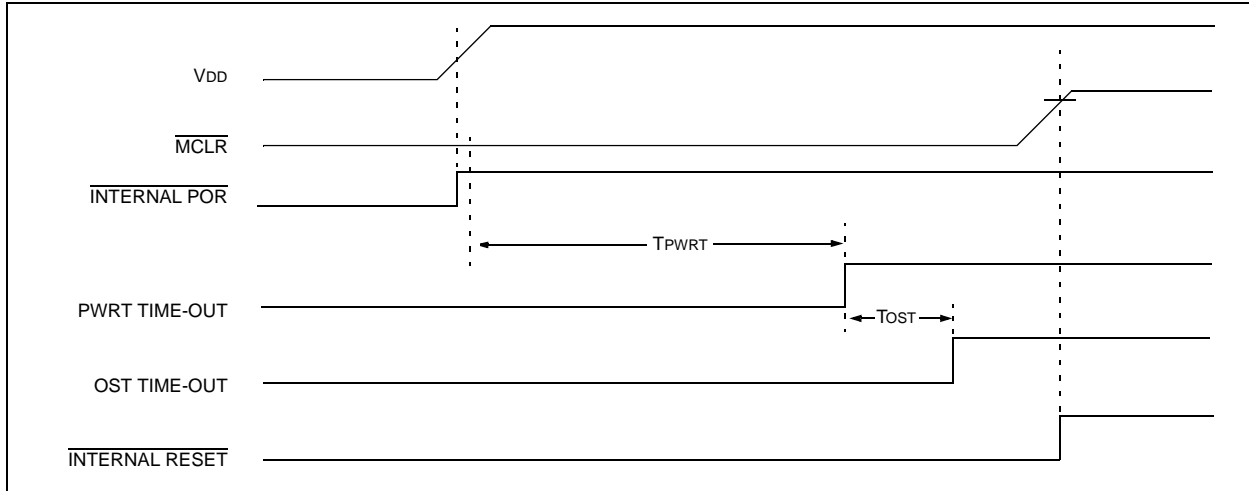 VDD
MCLR
INTERNAL POR
TPWRT
PWRT TIME-OUT
TOST
OST TIME-OUT
INTERNAL RESET